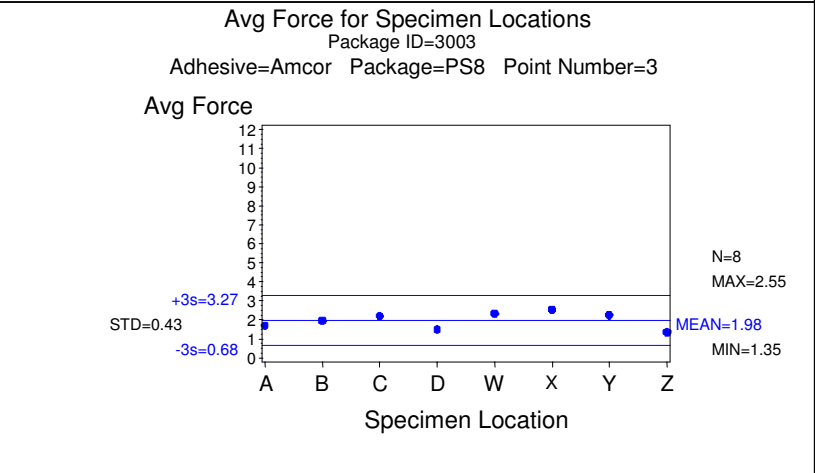 Avg Force for Specimen Locations
Package ID=3003
Adhesive=Amcor Package=PS8 Point Number=3
Avg Force
12
11
10
9
8
7
6
5
4
3
2
1
0
+3s=3.27
STD=0.43
-3s=0.68
N=8
MAX=2.55
MEAN=1.98
MIN=1.35
A B C D W X Y Z
Specimen Location